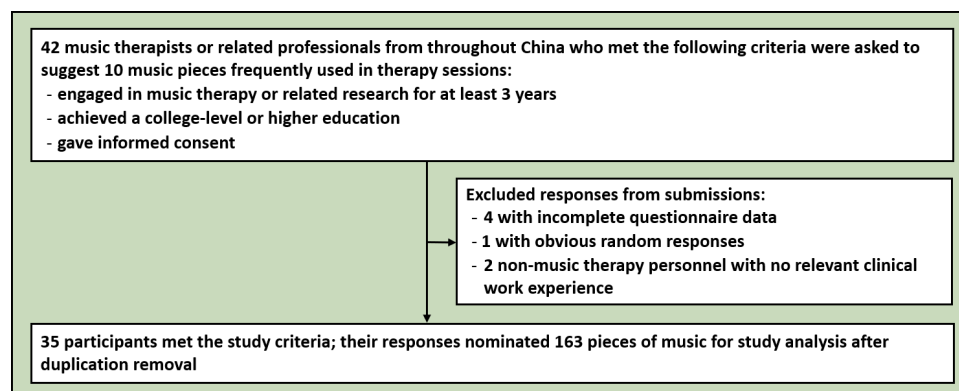 42 music therapists or related professionals from throughout China who met the following criteria were asked to
suggest 10 music pieces frequently used in therapy sessions:
- engaged in music therapy or related research for at least 3 years
- achieved a college-level or higher education
- gave informed consent
Excluded responses from submissions:
- 4 with incomplete questionnaire data
- 1 with obvious random responses
- 2 non-music therapy personnel with no relevant clinical
work experience
35 participants met the study criteria; their responses nominated 163 pieces of music for study analysis after
duplication removal